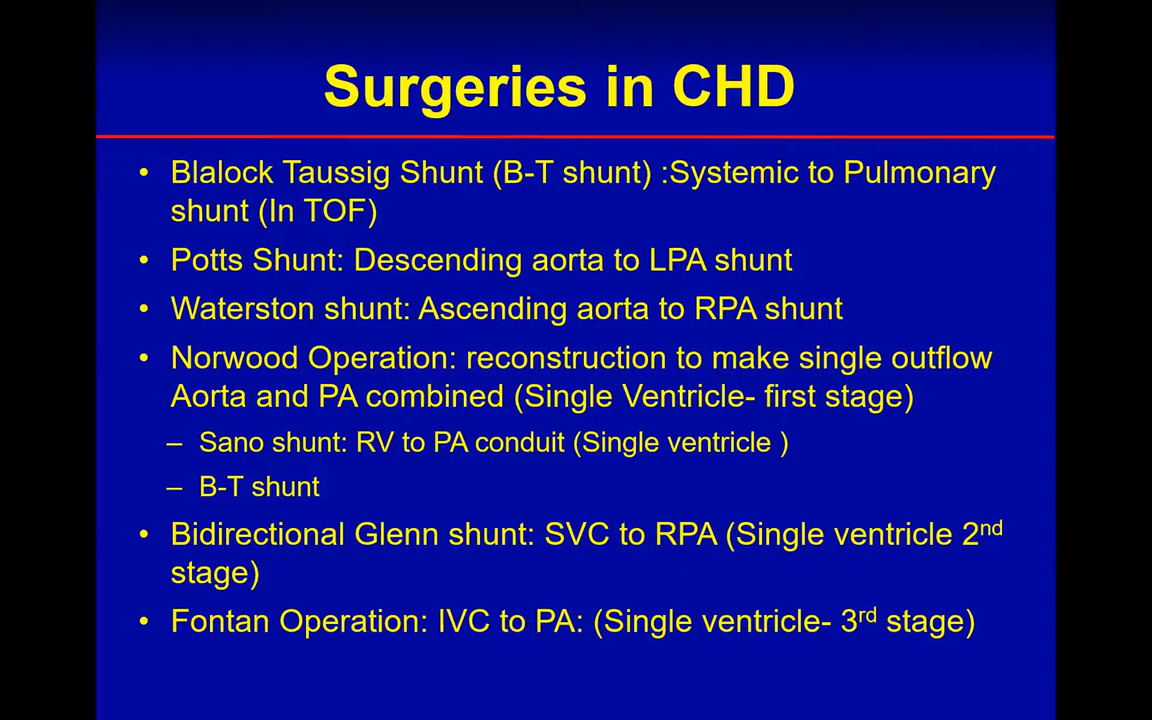 Surgeries in CHD
• Blalock Taussig Shunt (B-T shunt) :Systemic to Pulmonary
shunt (In TOF)
• Potts Shunt: Descending aorta to LPA shunt
• Waterston shunt: Ascending aorta to RPA shunt
• Norwood Operation: reconstruction to make single outflow
Aorta and PA combined (Single Ventricle- first stage)
– Sano shunt: RV to PA conduit (Single ventricle )
– B-T shunt
• Bidirectional Glenn shunt: SVC to RPA (Single ventricle 2nd
stage)
• Fontan Operation: IVC to PA: (Single ventricle- 3rd stage)